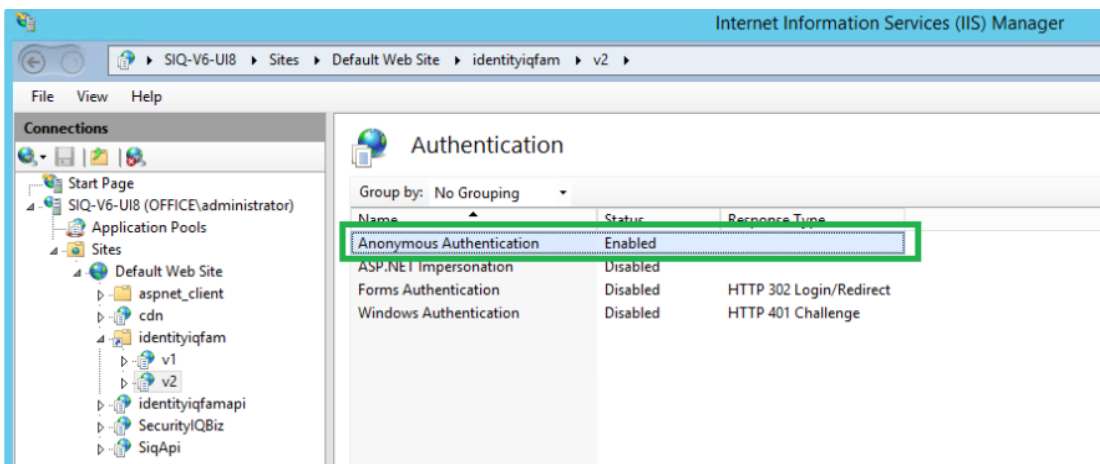 Internet Information Services (IIS) Manager
SIQ-V6-UI8 Sites Default Web Site identityiqfam v2
File View Help
Connections
Start Page
SIQ-V6-UI8 (OFFICE\administrator)
Application Pools
Sites
Default Web Site
aspnet_client
cdn
identityiqfam
v1
v2
identityiqfamapi
SecurityIQBiz
SiqApi
Authentication
Group by: No Grouping
Name Status Response Type
Anonymous Authentication Enabled
ASP.NET Impersonation Disabled
Forms Authentication Disabled HTTP 302 Login/Redirect
Windows Authentication Disabled HTTP 401 Challenge